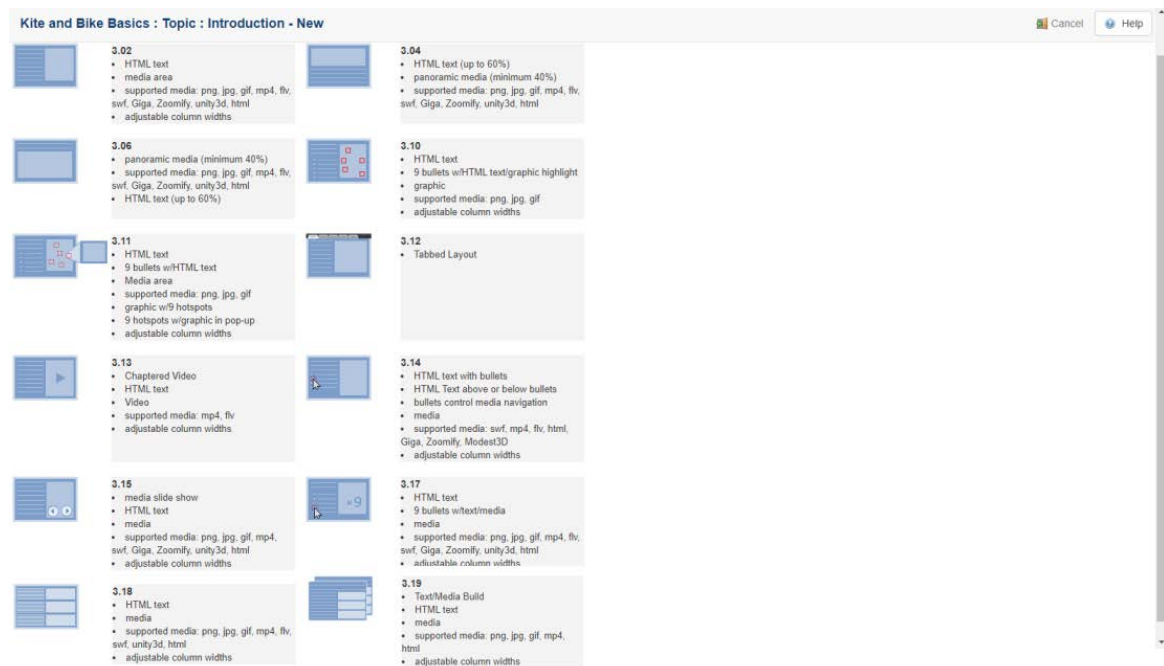 Kite and Bike Basics : Topic : Introduction - New
Cancel
Help
3.02
• HTML text
• media area
• supported media: png, jpg, gif, mp4, flv,
swf, Giga, Zoomify, unity3d, html
• adjustable column widths
3.04
• HTML text (up to 60%)
• panoramic media (minimum 40%)
• supported media: png, jpg, gif, mp4, flv,
swf, Giga, Zoomify, unity3d, html
3.06
• panoramic media (minimum 40%)
• supported media: png, jpg, gif, mp4, flv,
swf, Giga, Zoomify, unity3d, html
• HTML text (up to 60%)
3.10
• HTML text
• 9 bullets w/HTML text/graphic highlight
• graphic
• supported media: png, jpg, gif
• adjustable column widths
3.11
• HTML text
• 9 bullets w/HTML text
• Media area
• supported media: png, jpg, gif
• graphic w/9 hotspots
• 9 hotspots w/graphic in pop-up
• adjustable column widths
3.12
• Tabbed Layout
3.13
• Chaptered Video
• HTML text
• Video
• supported media: mp4, flv
• adjustable column widths
3.14
• HTML text with bullets
• HTML Text above or below bullets
• bullets control media navigation
• media
• supported media: swf, mp4, flv, html,
Giga, Zoomify, Modest3D
• adjustable column widths
3.15
• media slide show
• HTML text
• media
• supported media: png, jpg, gif, mp4,
swf, Giga, Zoomify, unity3d, html
• adjustable column widths
×9
3.17
• HTML text
• 9 bullets w/text/media
• media
• supported media: png, jpg, gif, mp4, flv,
swf, Giga, Zoomify, unity3d, html
• adjustable column widths
3.18
• HTML text
• media
• supported media: png, jpg, gif, mp4, flv,
swf, unity3d, html
• adjustable column widths
3.19
• Text/Media Build
• HTML text
• media
• supported media: png, jpg, gif, mp4,
html
• adjustable column widths